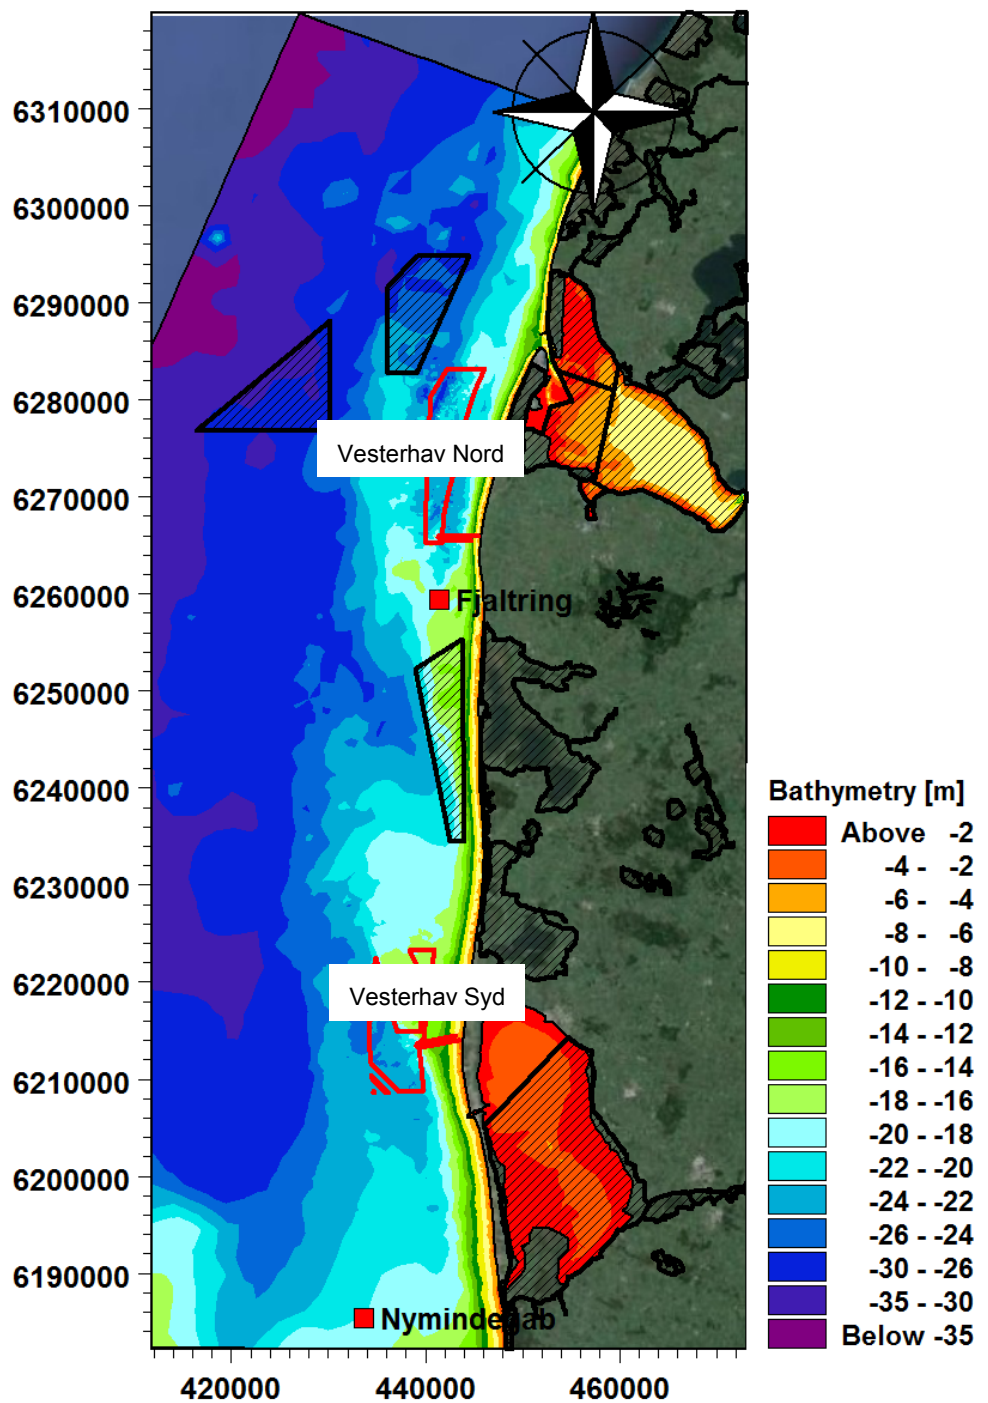 6310000
6300000
6290000
6280000
6270000
6260000
6250000
6240000
6230000
6220000
6210000
6200000
6190000
420000
440000
460000
Vesterhav Nord
Fjaltring
Vesterhav Syd
Nymindegab
Bathymetry [m]
Above -2
-4 - -2
-6 - -4
-8 - -6
-10 - -8
-12 - -10
-14 - -12
-16 - -14
-18 - -16
-20 - -18
-22 - -20
-24 - -22
-26 - -24
-30 - -26
-35 - -30
Below -35